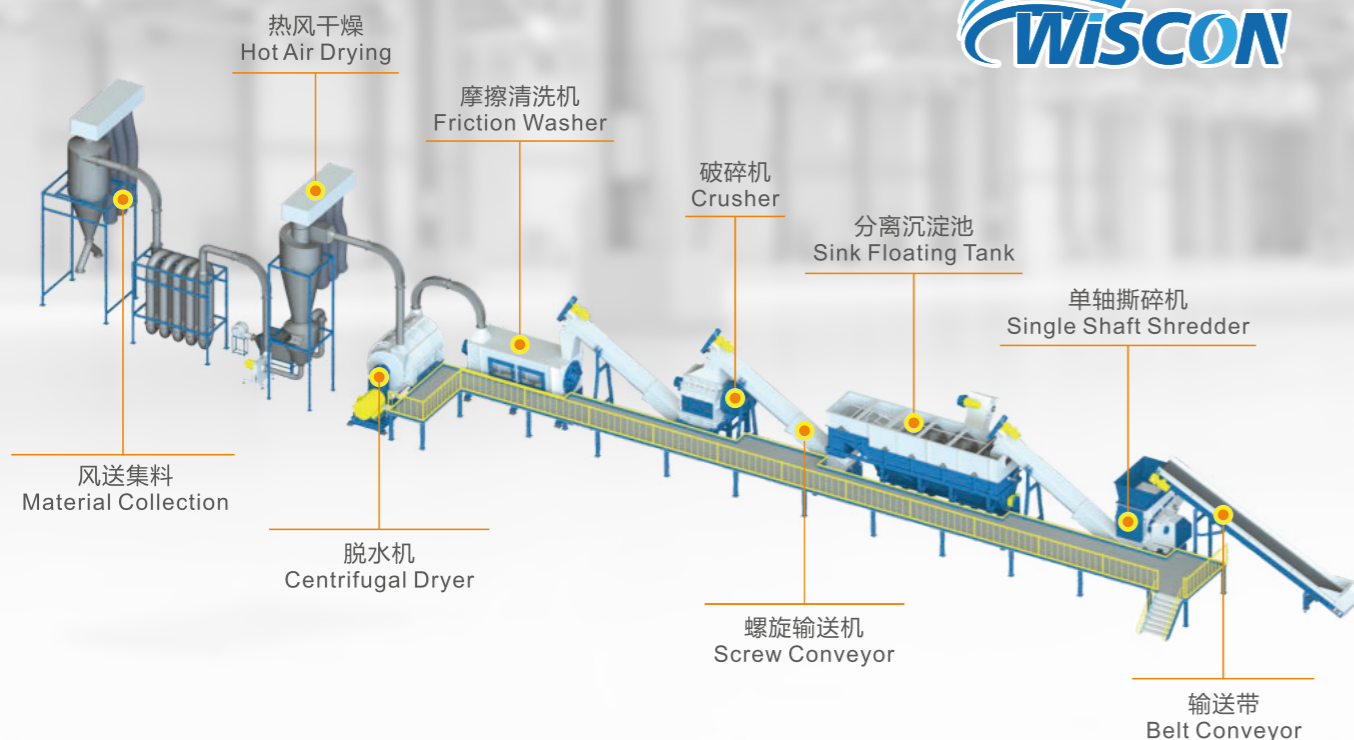 WiSCON
热风干燥
Hot Air Drying
摩擦清洗机
Friction Washer
破碎机
Crusher
分离沉淀池
Sink Floating Tank
单轴撕碎机
Single Shaft Shredder
风送集料
Material Collection
脱水机
Centrifugal Dryer
螺旋输送机
Screw Conveyor
输送带
Belt Conveyor